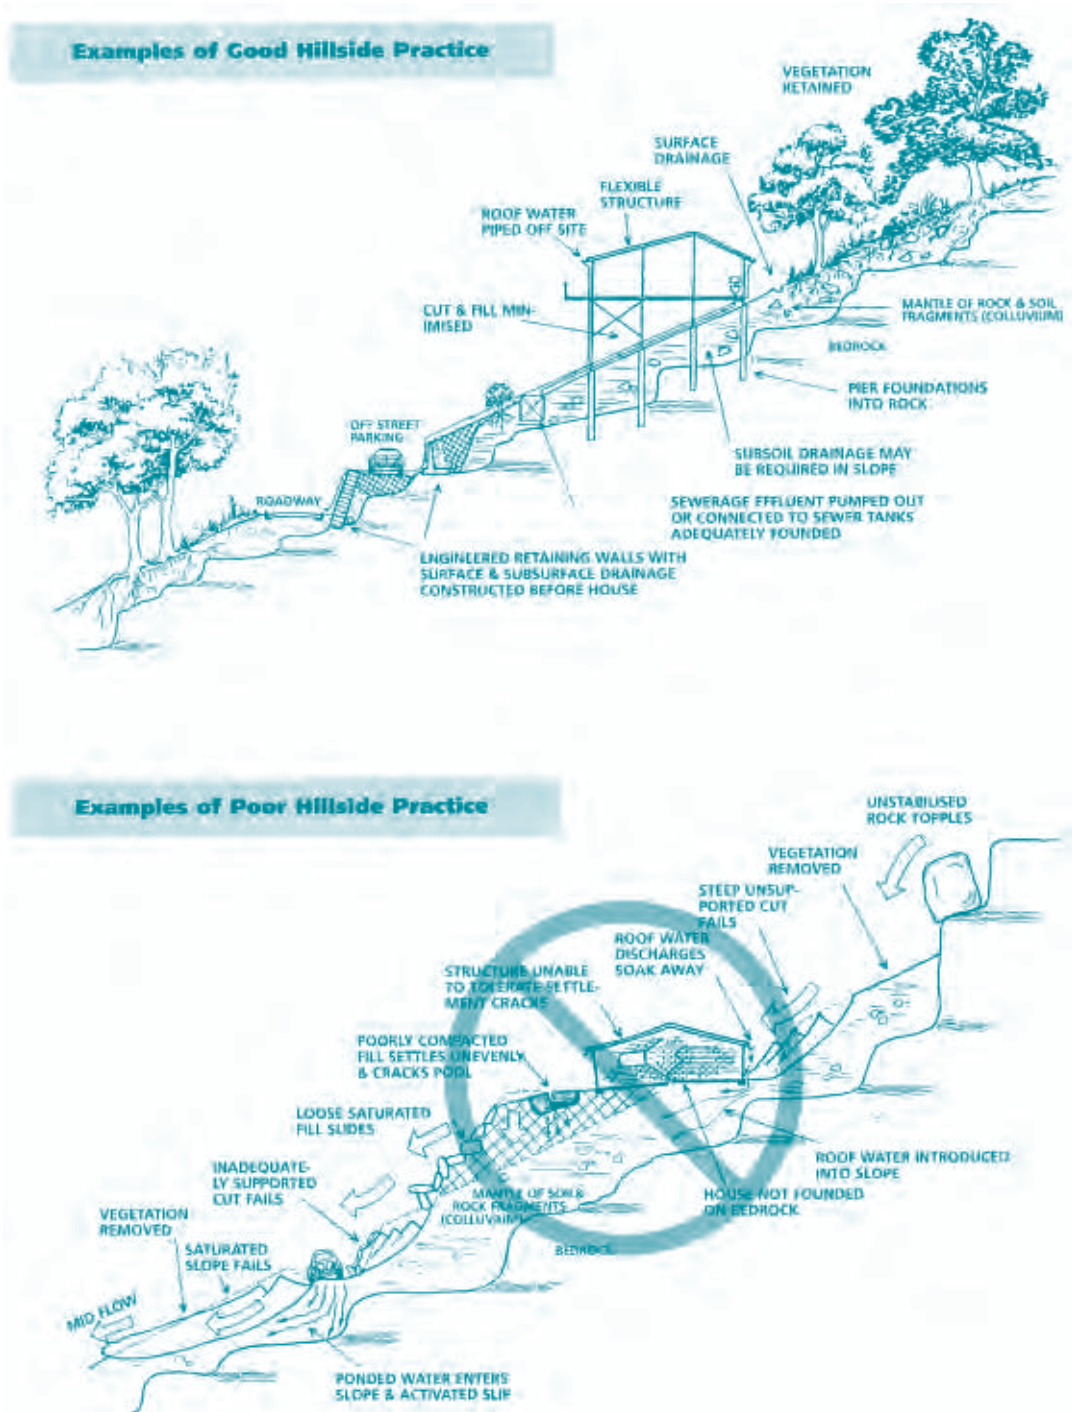 Examples of Good Hillside Practice
VEGETATION
RETAINED
SURFACE
DRAINAGE
FLEXIBLE
STRUCTURE
ROOF WATER
PIPED OFF SITE
CUT & FILL MIN-
IMISED
MANTLE OF ROCK & SOIL
FRAGMENTS (COLLUVIUM)
BEDROCK
PIER FOUNDATIONS
INTO ROCK
OFF STREET
PARKING
SUBSOIL DRAINAGE MAY
BE REQUIRED IN SLOPE
ROADWAY
SEWERAGE EFFLUENT PUMPED OUT
OR CONNECTED TO SEWER TANKS
ADEQUATELY FOUNDED
ENGINEERED RETAINING WALLS WITH
SURFACE & SUBSURFACE DRAINAGE
CONSTRUCTED BEFORE HOUSE
Examples of Poor Hillside Practice
UNSTABILISED
ROCK TOPPLES
VEGETATION
REMOVED
STEEP UNSUP-
PORTED CUT
FAILS
ROOF WATER
DISCHARGES
SOAK AWAY
STRUCTURE UNABLE
TO TOLERATE SETTLE-
MENT CRACKS
POORLY COMPACTED
FILL SETTLES UNEVENLY
& CRACKS POOL
LOOSE SATURATED
FILL SLIDES
INADEQUATE-
LY SUPPORTED
CUT FAILS
ROOF WATER INTRODUCED
INTO SLOPE
MANTLE OF SOIL &
ROCK FRAGMENTS
(COLLUVRIM)
HOUSE NOT FOUNDED
ON BEDROCK
BEDROCK
VEGETATION
REMOVED
SATURATED
SLOPE FAILS
MID FLOW
PONDED WATER ENTERS
SLOPE & ACTIVATED SLIP